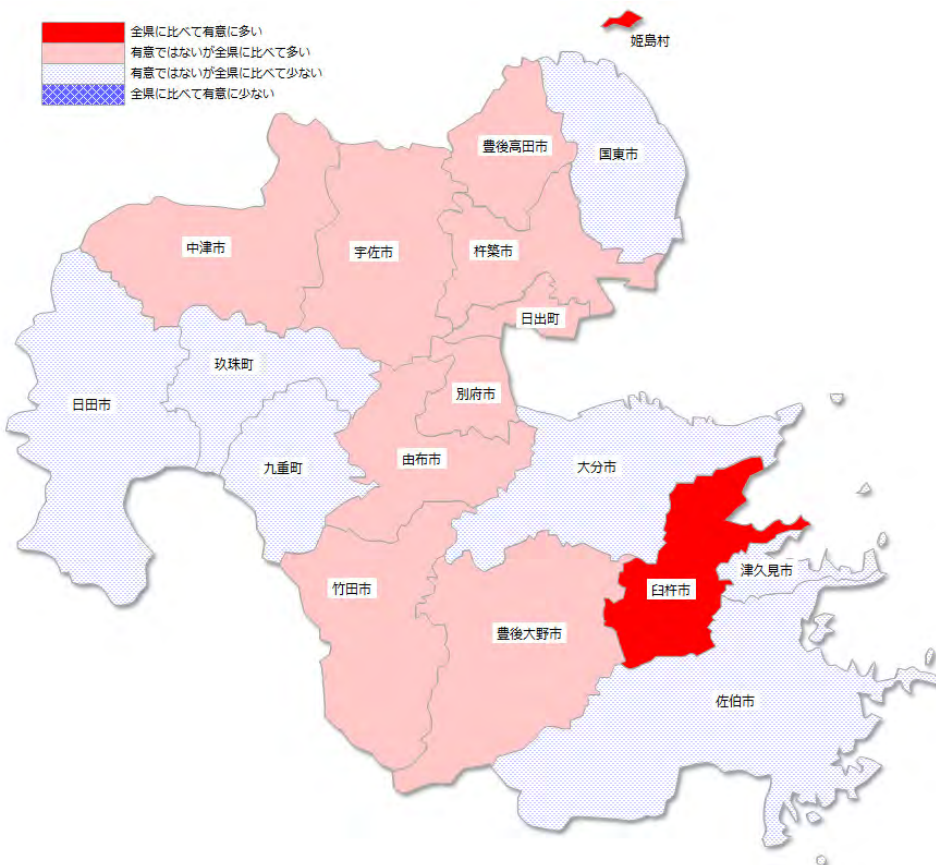 全県に比べて有意に多い
有意ではないが全県に比べて多い
有意ではないが全県に比べて少ない
全県に比べて有意に少ない
姫島村
豊後高田市
国東市
中津市
宇佐市
杵築市
日出町
玖珠町
別府市
日田市
九重町
由布市
大分市
津久見市
竹田市
臼杵市
豊後大野市
佐伯市